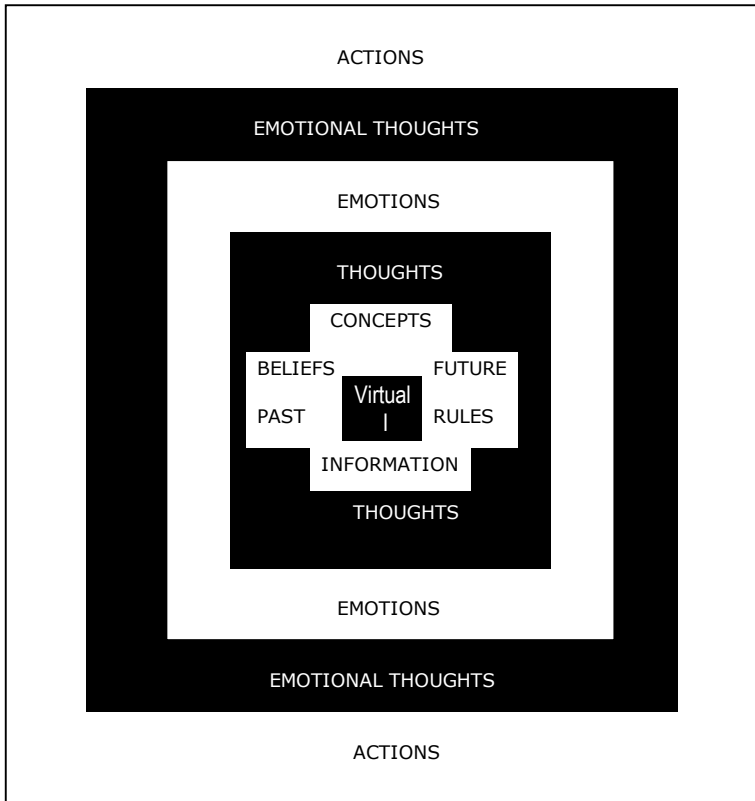 ACTIONS
EMOTIONAL THOUGHTS
EMOTIONS
THOUGHTS
CONCEPTS
BELIEFS FUTURE
Virtual
PAST I RULES
INFORMATION
THOUGHTS
EMOTIONS
EMOTIONAL THOUGHTS
ACTIONS